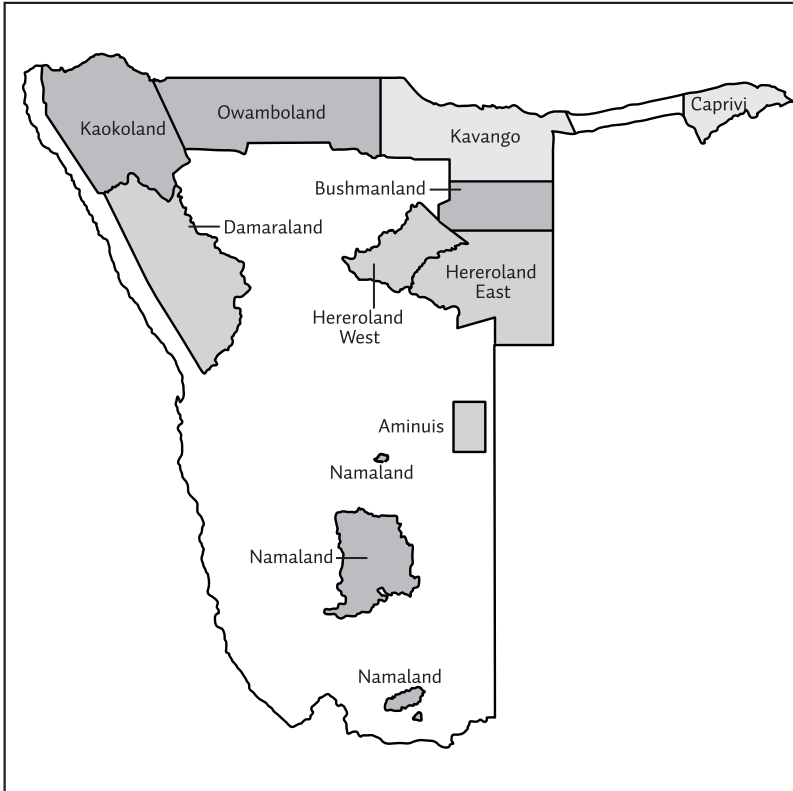 Caprivi
Owamboland
Kaokoland
Kavango
Bushmanland
Damaraland
Hereroland
East
Hereroland
West
Aminuis
Namaland
Namaland
Namaland